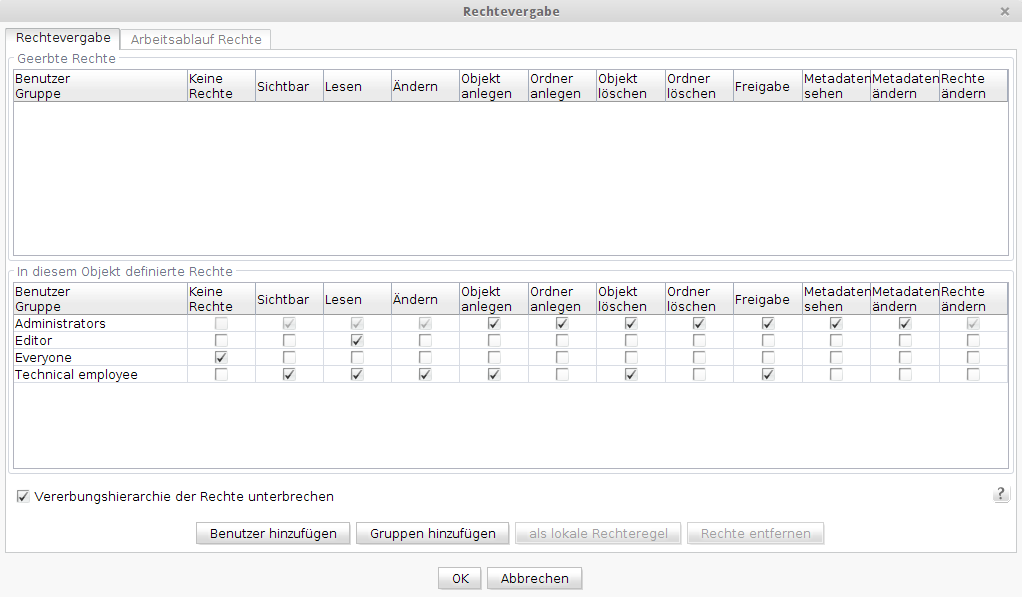 Rechtevergabe
Rechtevergabe Arbeitsablauf Rechte
Geerbte Rechte
Benutzer Gruppe Keine Rechte Sichtbar Lesen Ändern Objekt anlegen Ordner anlegen Objekt löschen Ordner löschen Freigabe Metadaten sehen Metadaten ändern Rechte ändern
In diesem Objekt definierte Rechte
Benutzer Gruppe Keine Rechte Sichtbar Lesen Ändern Objekt anlegen Ordner anlegen Objekt löschen Ordner löschen Freigabe Metadaten sehen Metadaten ändern Rechte ändern
Administrators
Editor
Everyone
Technical employee
Vererbungshierarchie der Rechte unterbrechen ?
Benutzer hinzufügen Gruppen hinzufügen als lokale Rechteregel Rechte entfernen
OK Abbrechen